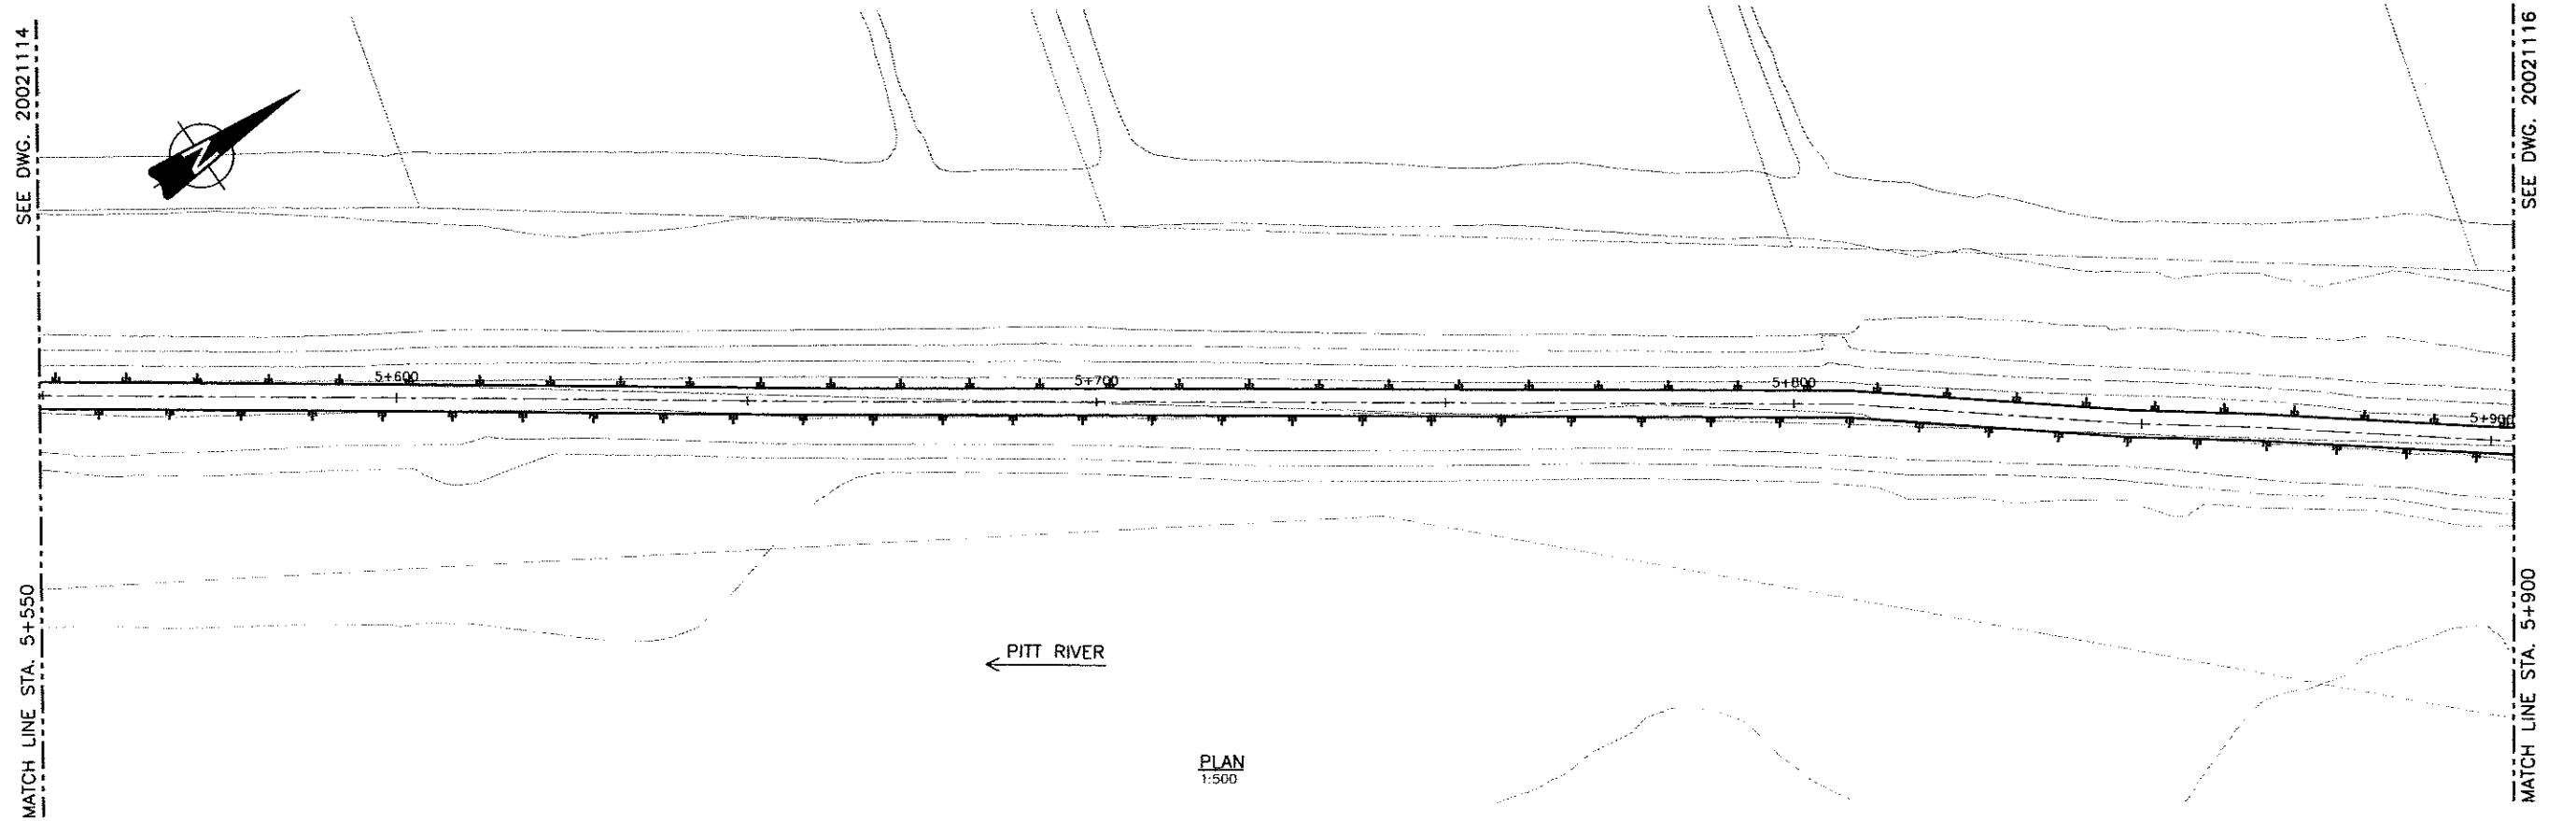 SEE DWG. 20021114
MATCH LINE STA. 5+550
5+600
5+700
5+800
5+900
PITT RIVER
PLAN
1:500
SEE DWG. 20021116
MATCH LINE STA. 5+900